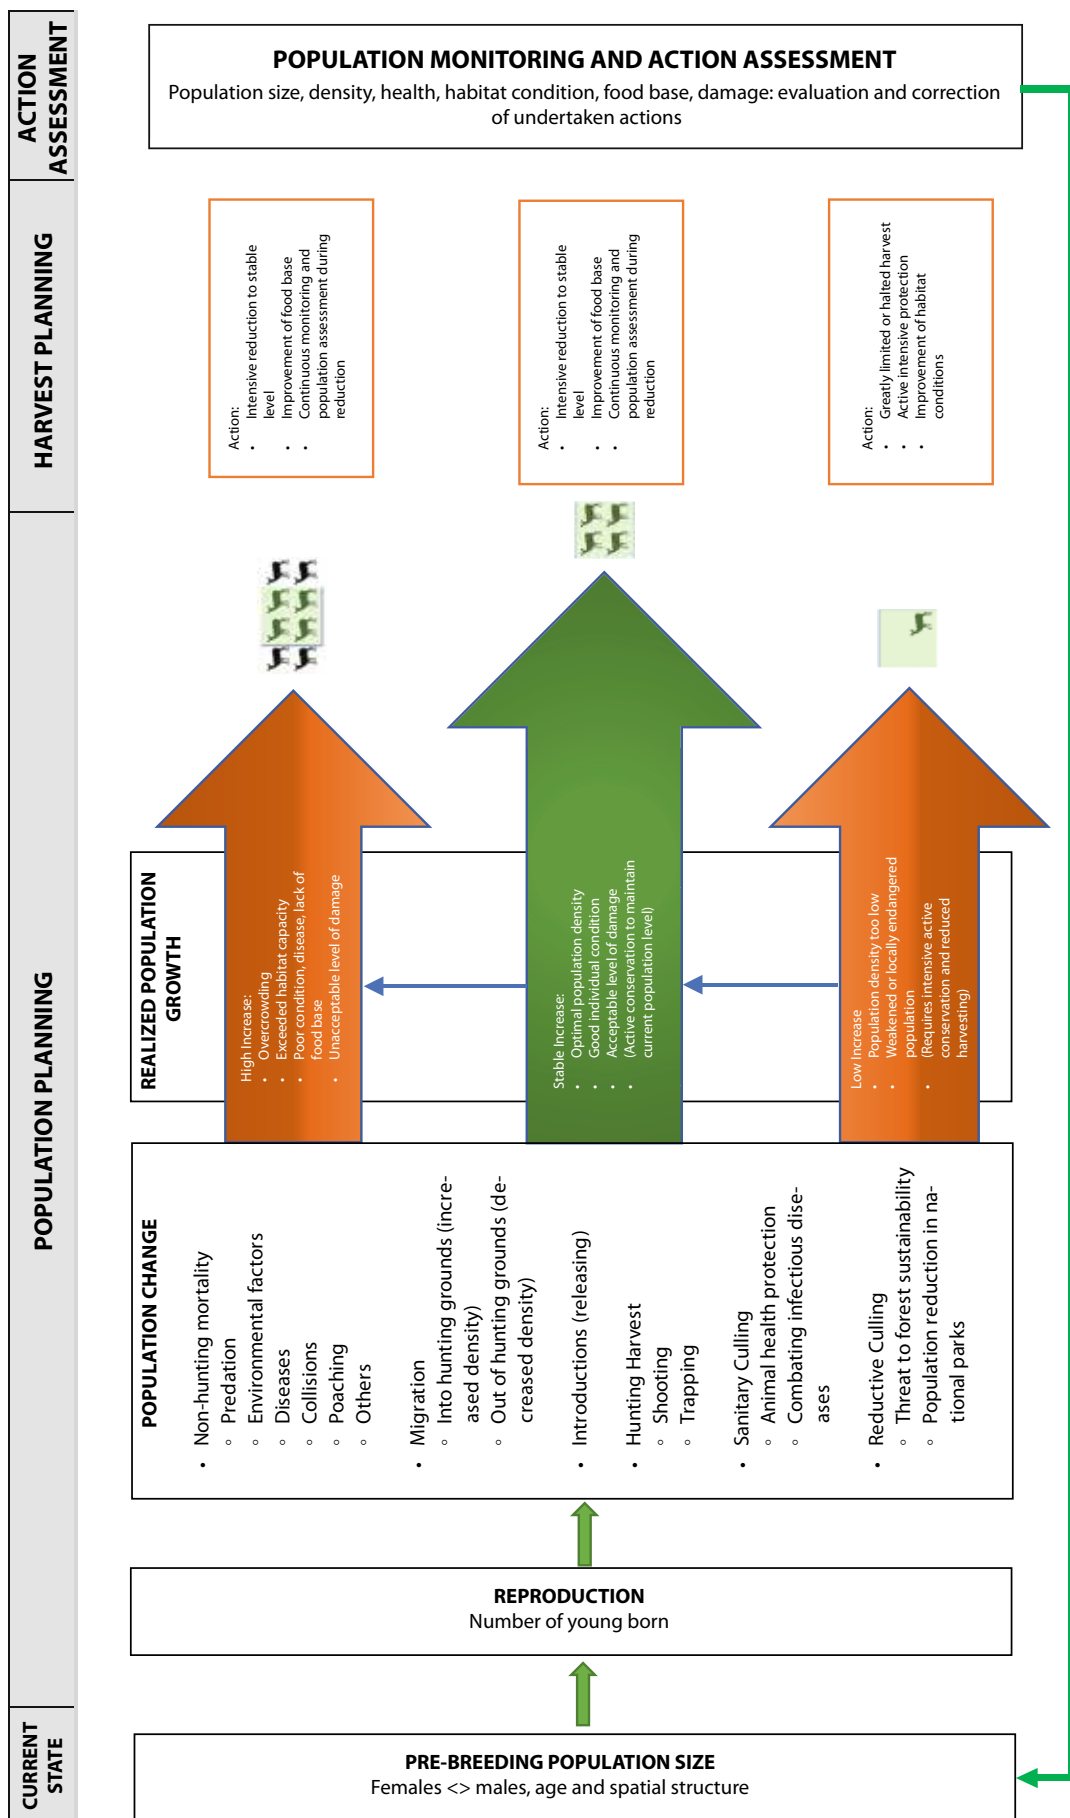 ACTION
ASSESSMENT
POPULATION MONITORING AND ACTION ASSESSMENT
Population size, density, health, habitat condition, food base, damage: evaluation and correction
of undertaken actions
HARVEST PLANNING
Action:
• Intensive reduction to stable
level
• Improvement of food base
• Continuous monitoring and
population assessment during
reduction
Action:
• Intensive reduction to stable
level
• Improvement of food base
• Continuous monitoring and
population assessment during
reduction
Action:
• Greatly limited or halted harvest
• Active intensive protection
• Improvement of habitat
conditions
POPULATION PLANNING
REALIZED POPULATION
GROWTH
High Increase:
• Overcrowding
• Exceeded habitat capacity
• Poor condition, disease, lack of
food base
• Unacceptable level of damage
Stable Increase:
• Optimal population density
• Good individual condition
• Acceptable level of damage
• (Active conservation to maintain
current population level)
Low Increase
• Population density too low
• Weakened or locally endangered
population
• (Requires intensive active
conservation and reduced
harvesting)
POPULATION CHANGE
• Non-hunting mortality
◦ Predation
◦ Environmental factors
◦ Diseases
◦ Collisions
◦ Poaching
◦ Others
• Migration
◦ Into hunting grounds (incre-
ased density)
◦ Out of hunting grounds (de-
creased density)
• Introductions (releasing)
• Hunting Harvest
◦ Shooting
◦ Trapping
• Sanitary Culling
◦ Animal health protection
◦ Combating infectious dise-
ases
• Reductive Culling
◦ Threat to forest sustainability
◦ Population reduction in na-
tional parks
REPRODUCTION
Number of young born
CURRENT
STATE
PRE-BREEDING POPULATION SIZE
Females <> males, age and spatial structure